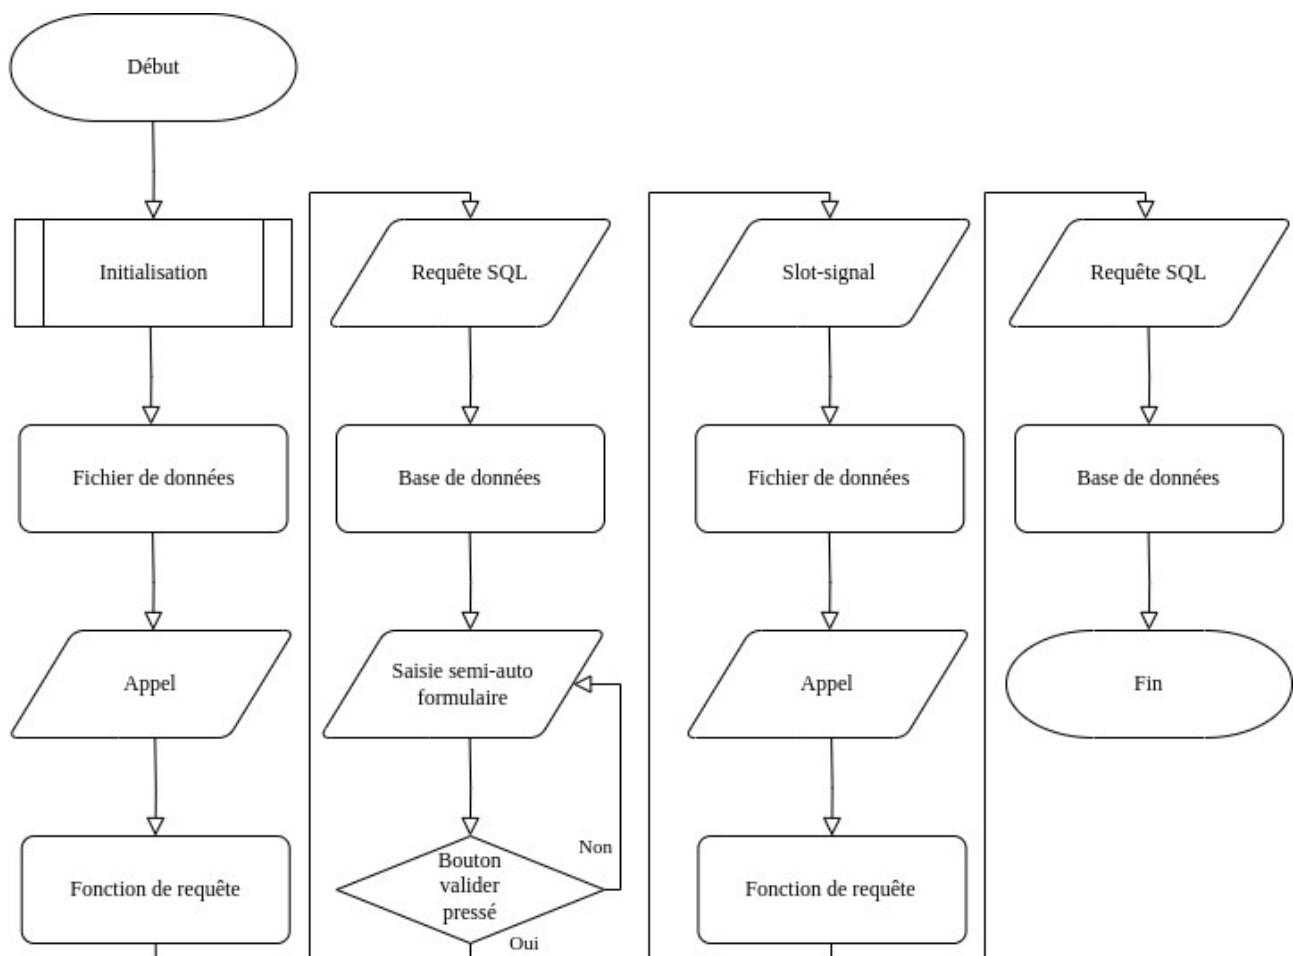 Début
Initialisation
Fichier de données
Appel
Fonction de requête
Requête SQL
Base de données
Saisie semi-auto
formulaire
Bouton
valider
pressé
Non
Oui
Slot-signal
Fichier de données
Appel
Fonction de requête
Requête SQL
Base de données
Fin